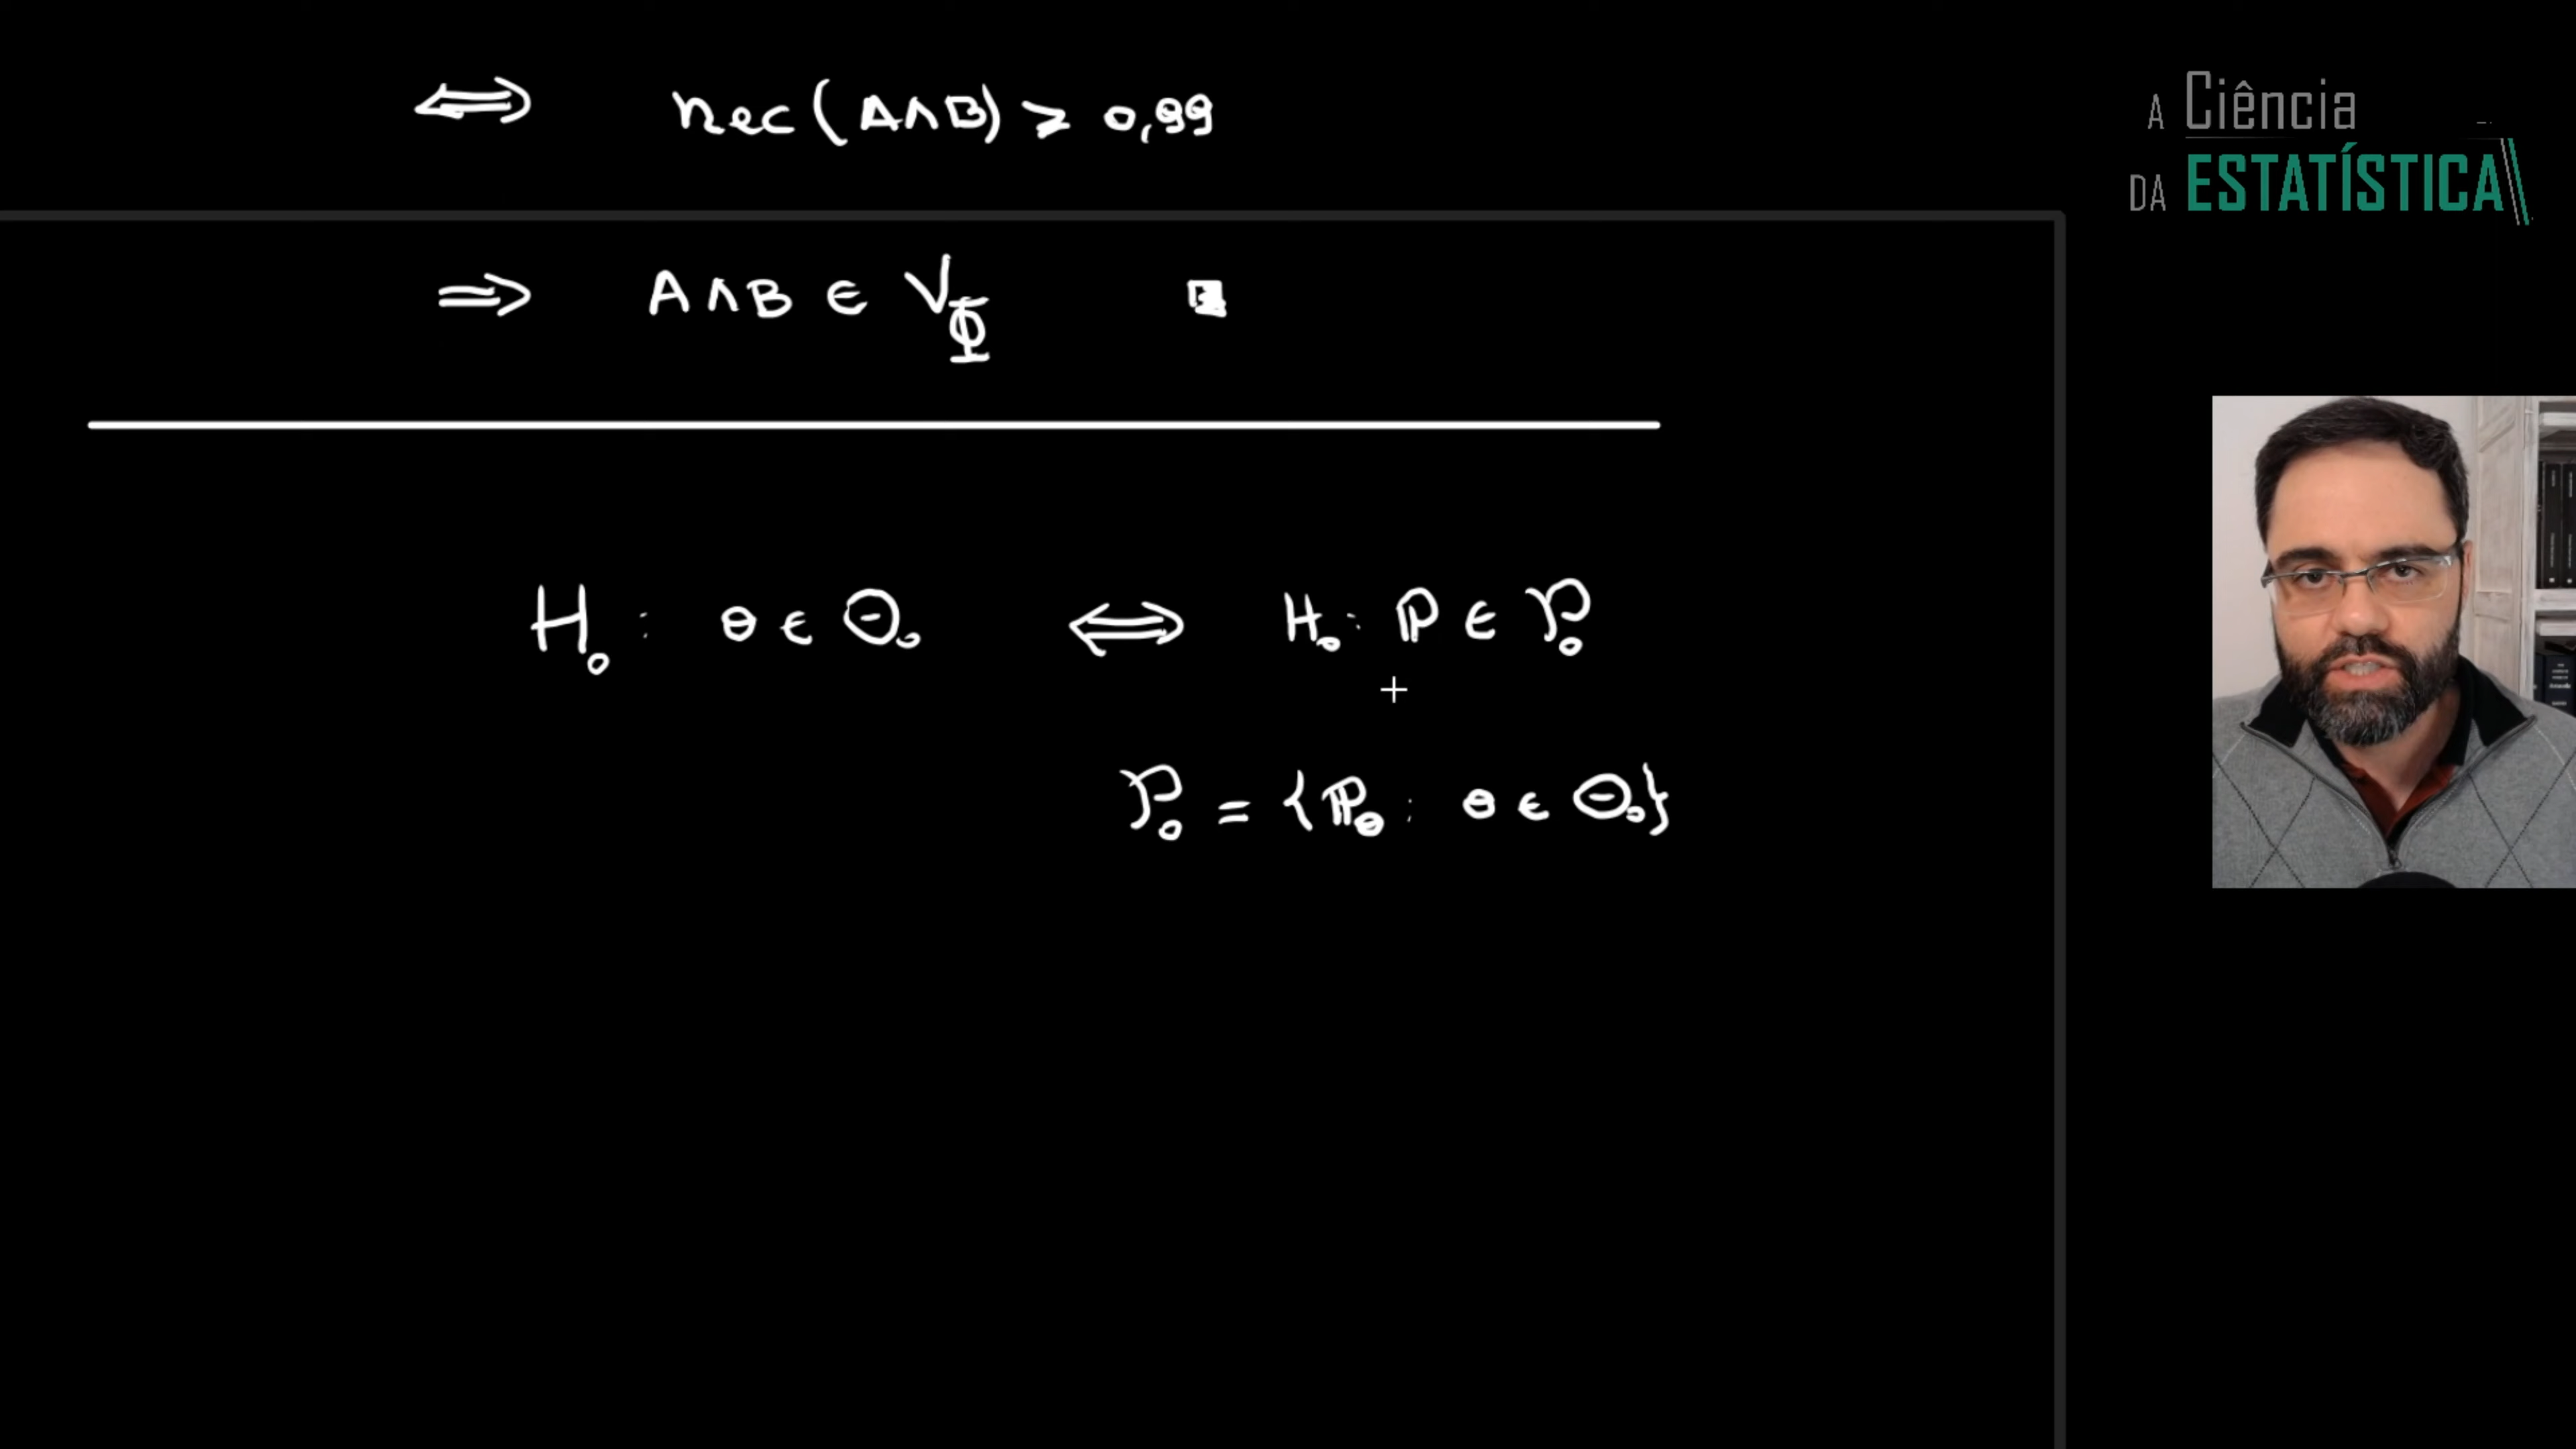 ⇔ nec(A∧B) ⩾ 0,99
A Ciência
DA ESTATÍSTICA
⇒ A∧B ∈ V_Φ
H₀: θ ∈ Θ₀ ⇔ H₀: ℙ ∈ 𝒫₀
𝒫₀ = {ℙ_θ: θ ∈ Θ₀}